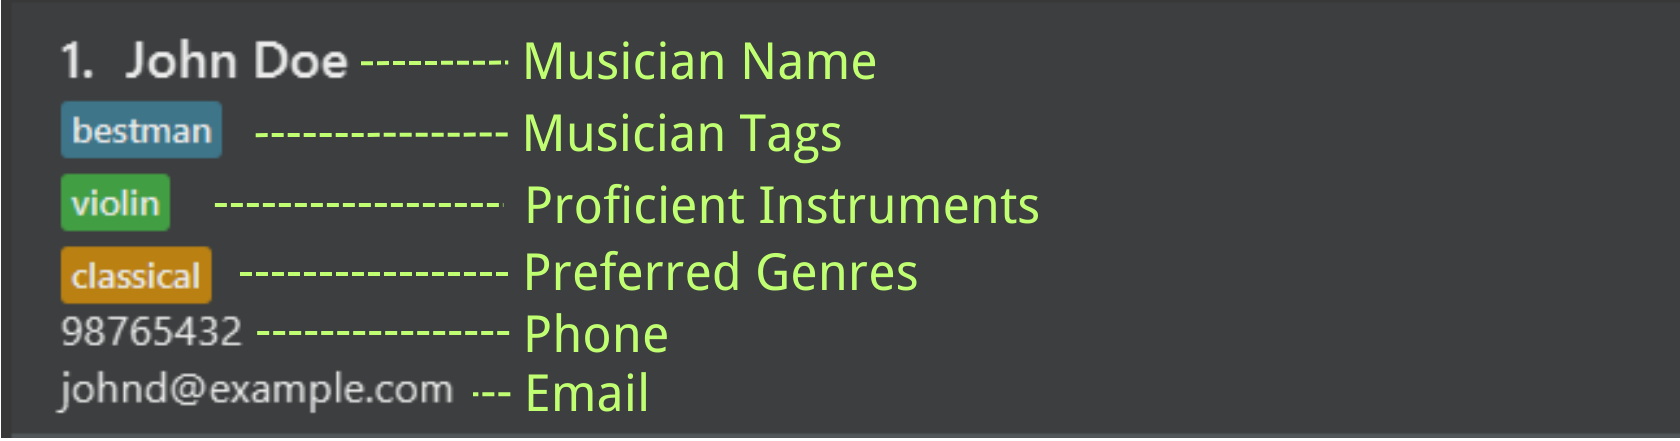 1. John Doe Musician Name
bestman Musician Tags
violin Proficient Instruments
classical Preferred Genres
98765432 Phone
johnd@example.com Email